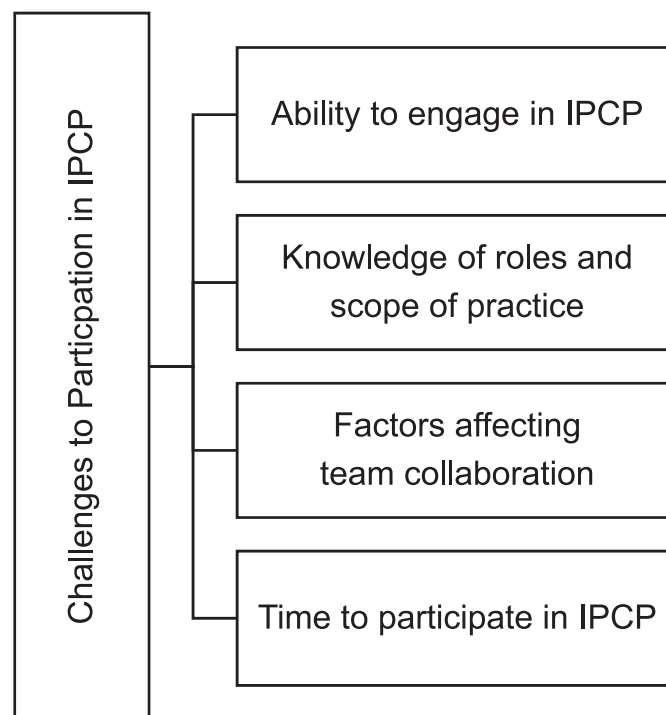 Challenges to Particpation in IPCP
Ability to engage in IPCP
Knowledge of roles and
scope of practice
Factors affecting
team collaboration
Time to participate in IPCP